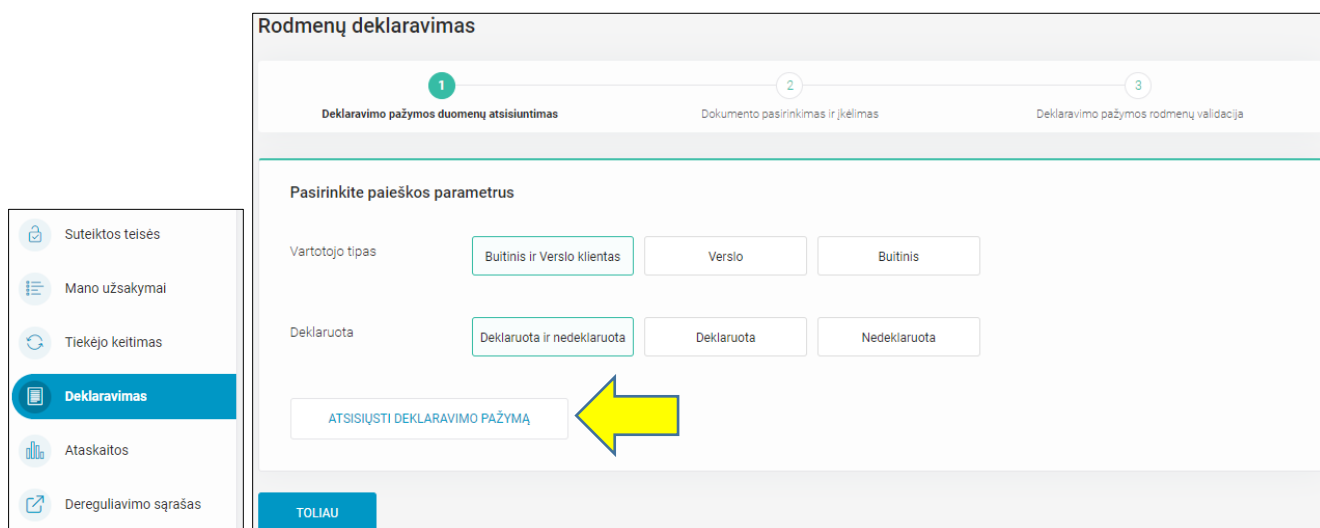 Rodmenų deklaravimas
1
2
3
Deklaravimo pažymos duomenų atsisiuntimas
Dokumento pasirinkimas ir įkėlimas
Deklaravimo pažymos rodmenų validacija
Pasirinkite paieškos parametrus
Vartotojo tipas
Buitinis ir Verslo klientas
Verslo
Buitinis
Deklaruota
Deklaruota ir nedeklaruota
Deklaruota
Nedeklaruota
ATSISIŲSTI DEKLARAVIMO PAŽYMĄ
TOLIAU
Suteiktos teisės
Mano užsakymai
Tiekėjo keitimas
Deklaravimas
Ataskaitos
Dereguliavimo sąrašas